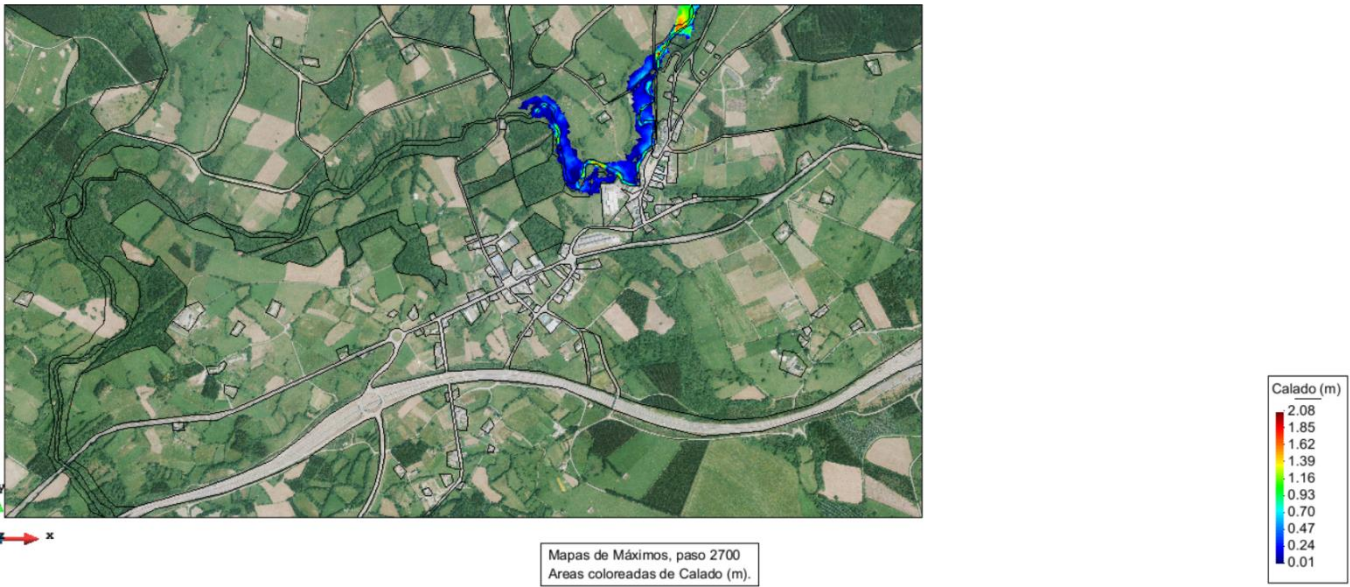 Calado (m)
2.08
1.85
1.62
1.39
1.16
0.93
0.70
0.47
0.24
0.01
x
Mapas de Máximos, paso 2700
Areas coloreadas de Calado (m).